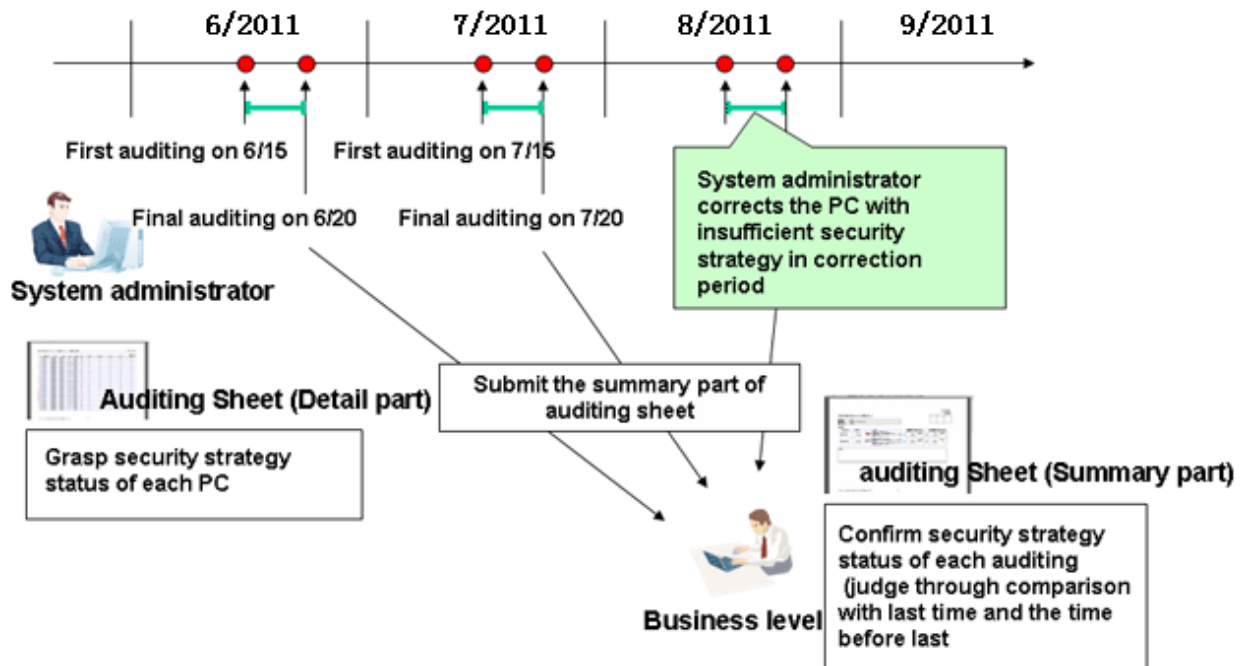 6/2011
7/2011
8/2011
9/2011
First auditing on 6/15
First auditing on 7/15
Final auditing on 6/20
Final auditing on 7/20
System administrator
corrects the PC with
insufficient security
strategy in correction
period
System administrator
Auditing Sheet (Detail part)
Grasp security strategy
status of each PC
Submit the summary part of
auditing sheet
auditing Sheet (Summary part)
Confirm security strategy
status of each auditing
(judge through comparison
with last time and the time
before last
Business level